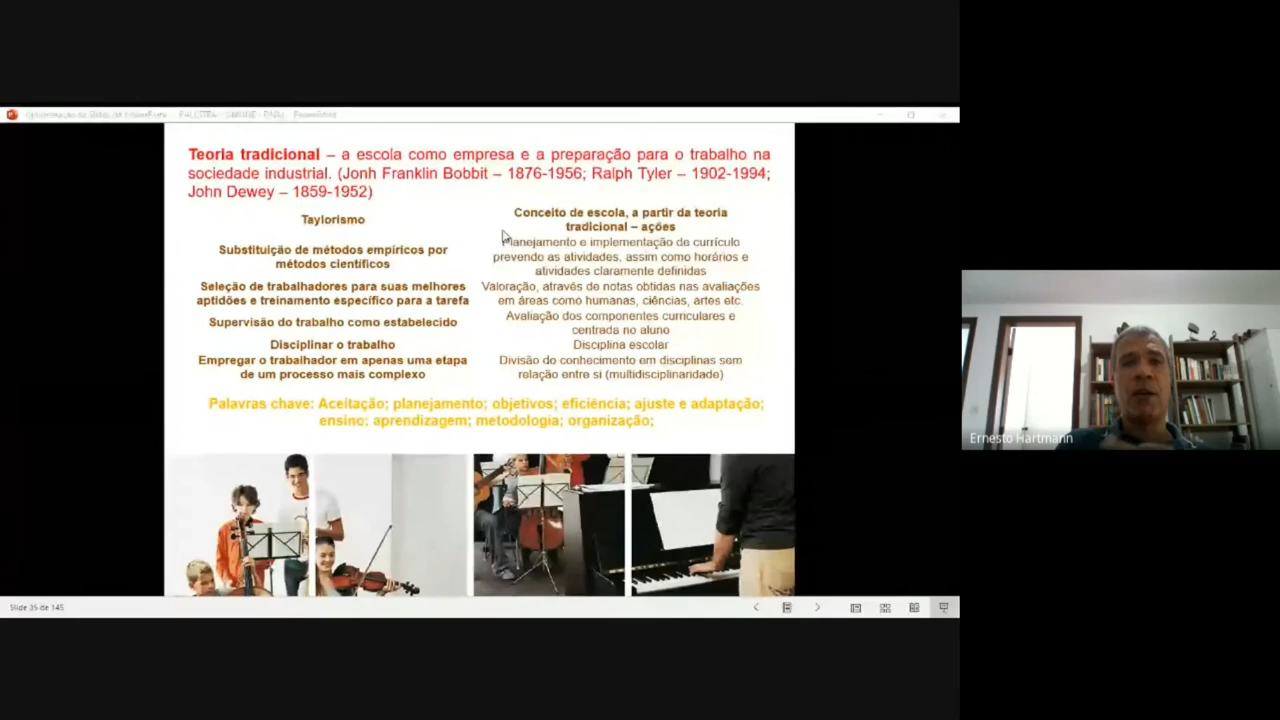 Teoria tradicional – a escola como empresa e a preparação para o trabalho na
sociedade industrial. (Jonh Franklin Bobbit – 1876-1956; Ralph Tyler – 1902-1994;
John Dewey – 1859-1952)
Taylorismo
Conceito de escola, a partir da teoria
tradicional – ações
Substituição de métodos empíricos por
métodos científicos
Planejamento e implementação de currículo
prevendo as atividades, assim como horários e
atividades claramente definidas
Seleção de trabalhadores para suas melhores
aptidões e treinamento específico para a tarefa
Valoração, através de notas obtidas nas avaliações
em áreas como humanas, ciências, artes etc.
Supervisão do trabalho como estabelecido
Avaliação dos componentes curriculares e
centrada no aluno
Disciplinar o trabalho
Disciplina escolar
Empregar o trabalhador em apenas uma etapa
de um processo mais complexo
Divisão do conhecimento em disciplinas sem
relação entre si (multidisciplinaridade)
Palavras chave: Aceitação; planejamento; objetivos; eficiência; ajuste e adaptação;
ensino; aprendizagem; metodologia; organização;
Slide 35 de 145
Ernesto Hartmann